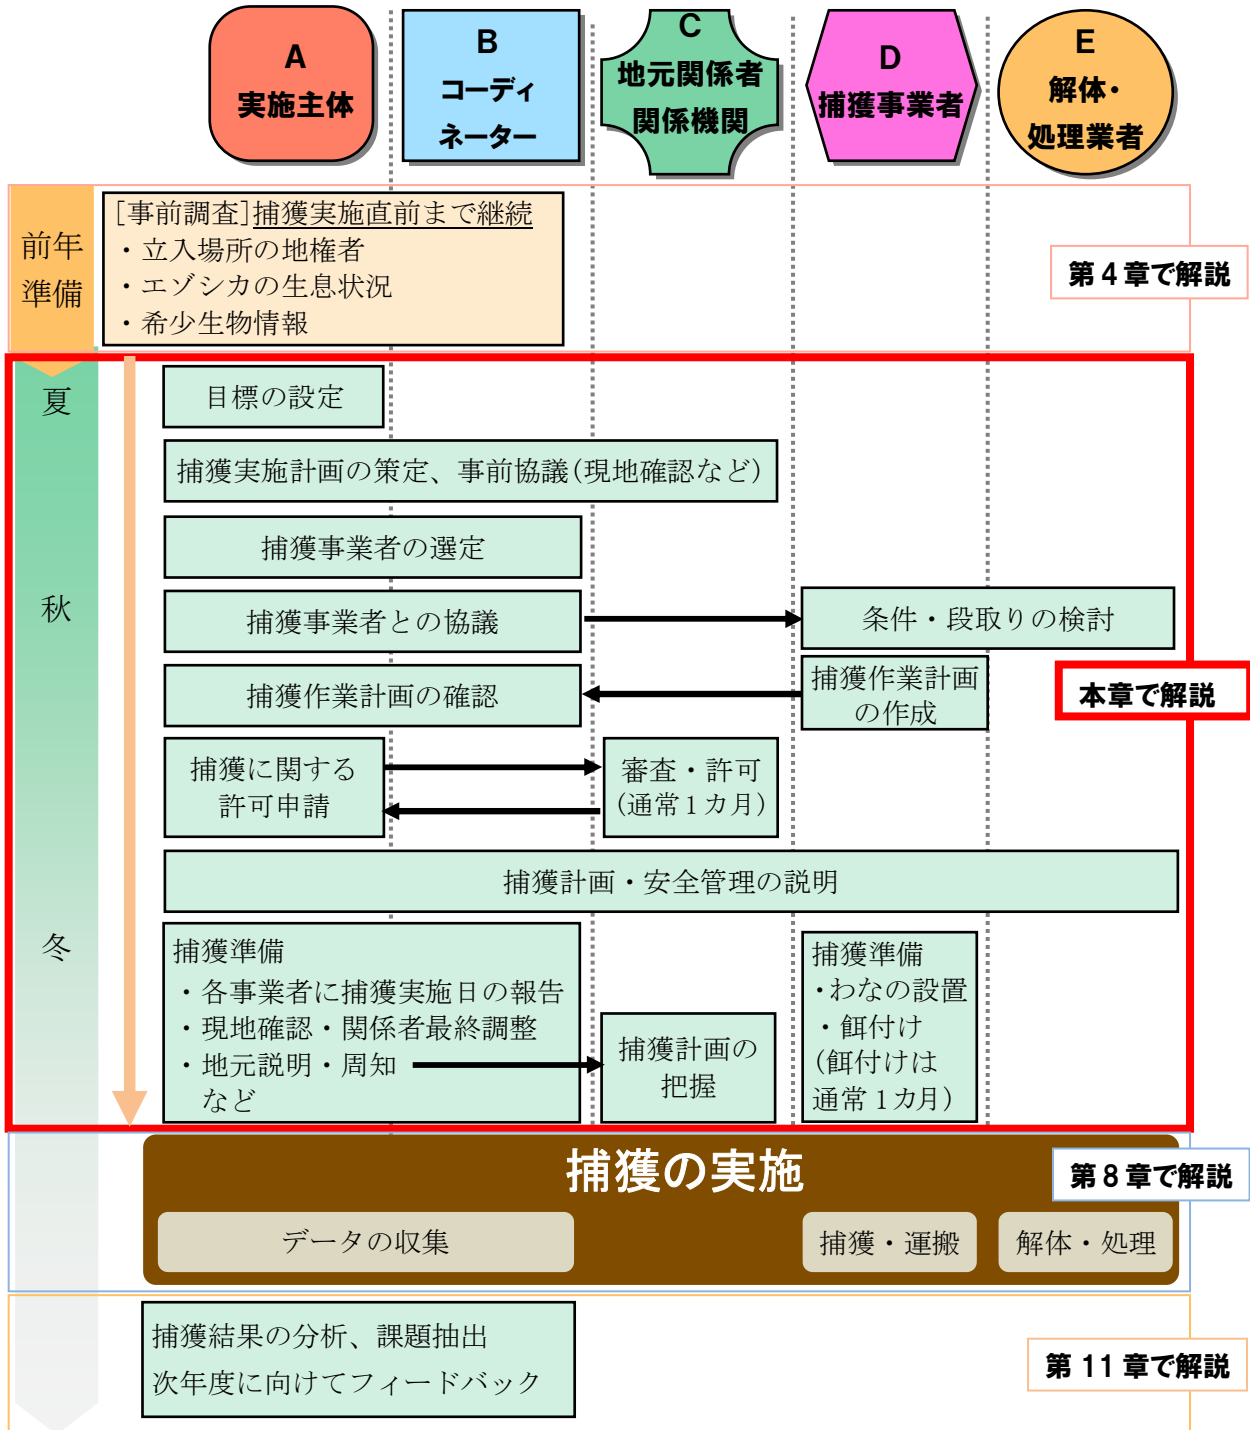 A
実施主体
B
コーディ
ネーター
C
地元関係者
関係機関
D
捕獲事業者
E
解体・
処理業者
前年
準備
[事前調査]捕獲実施直前まで継続
・立入場所の地権者
・エゾシカの生息状況
・希少生物情報
第4章で解説
夏
目標の設定
捕獲実施計画の策定、事前協議(現地確認など)
捕獲事業者の選定
秋
捕獲事業者との協議
条件・段取りの検討
捕獲作業計画の確認
捕獲作業計画
の作成
本章で解説
捕獲に関する
許可申請
審査・許可
(通常1カ月)
捕獲計画・安全管理の説明
冬
捕獲準備
・各事業者に捕獲実施日の報告
・現地確認・関係者最終調整
・地元説明・周知
など
捕獲計画の
把握
捕獲準備
・わなの設置
・餌付け
(餌付けは
通常1カ月)
捕獲の実施
第8章で解説
データの収集
捕獲・運搬
解体・処理
捕獲結果の分析、課題抽出
次年度に向けてフィードバック
第11章で解説